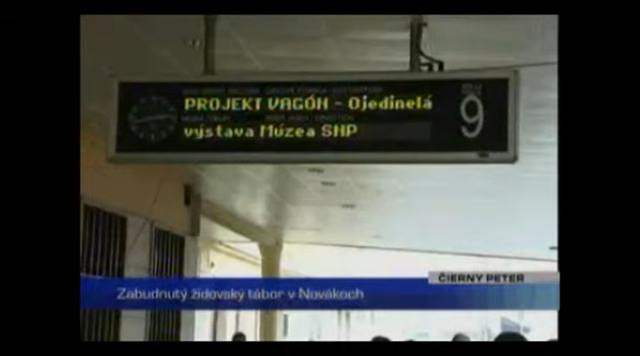 PROJEKT VAGÓN - Ojedinelá
výstava Múzea SNP
9
ČIERNY PETER
Zabudnutý židovský tábor v Novákoch